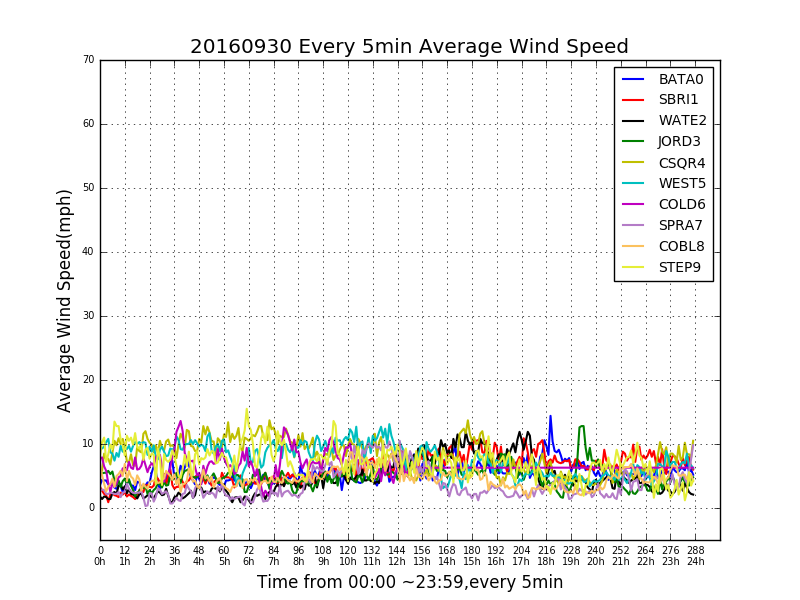 20160930 Every 5min Average Wind Speed
70
60
50
40
30
20
10
0
Average Wind Speed(mph)
BATA0
SBRI1
WATE2
JORD3
CSQR4
WEST5
COLD6
SPRA7
COBL8
STEP9
0 12 24 36 48 60 72 84 96 108 120 132 144 156 168 180 192 204 216 228 240 252 264 276 288
0h 1h 2h 3h 4h 5h 6h 7h 8h 9h 10h 11h 12h 13h 14h 15h 16h 17h 18h 19h 20h 21h 22h 23h 24h
Time from 00:00 ~23:59,every 5min